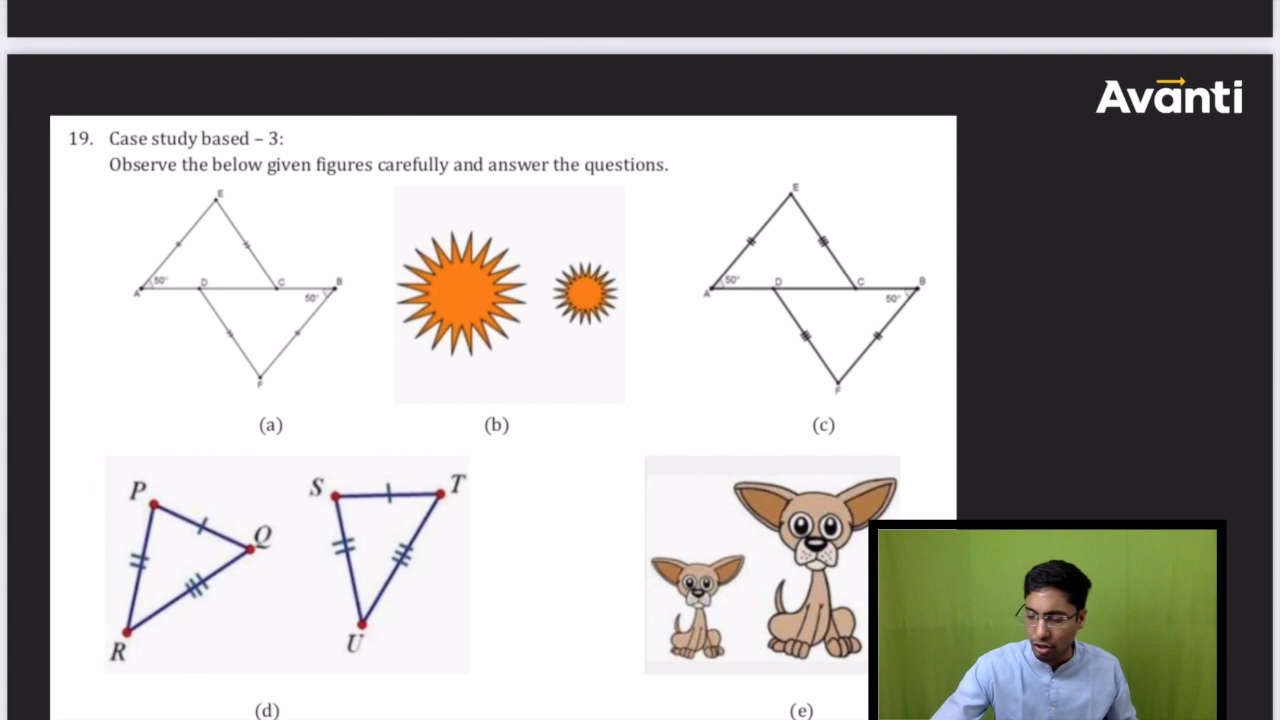 Avanti
19. Case study based – 3:
Observe the below given figures carefully and answer the questions.
E
A 50° D C B
50°
F
E
A 50° D C B
50°
F
(a) (b) (c)
P Q R
S T U
(d) (e)